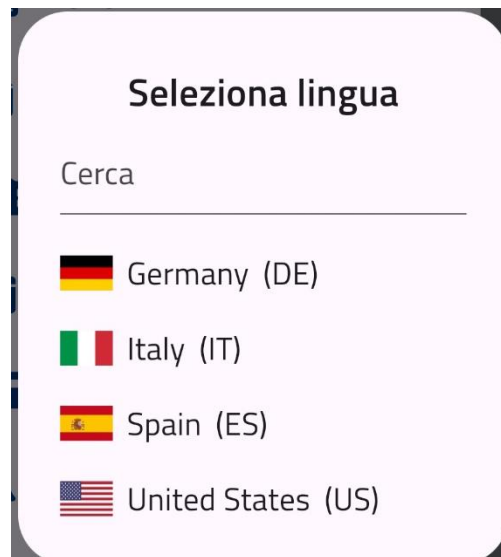 Seleziona lingua
Cerca
Germany (DE)
Italy (IT)
Spain (ES)
United States (US)